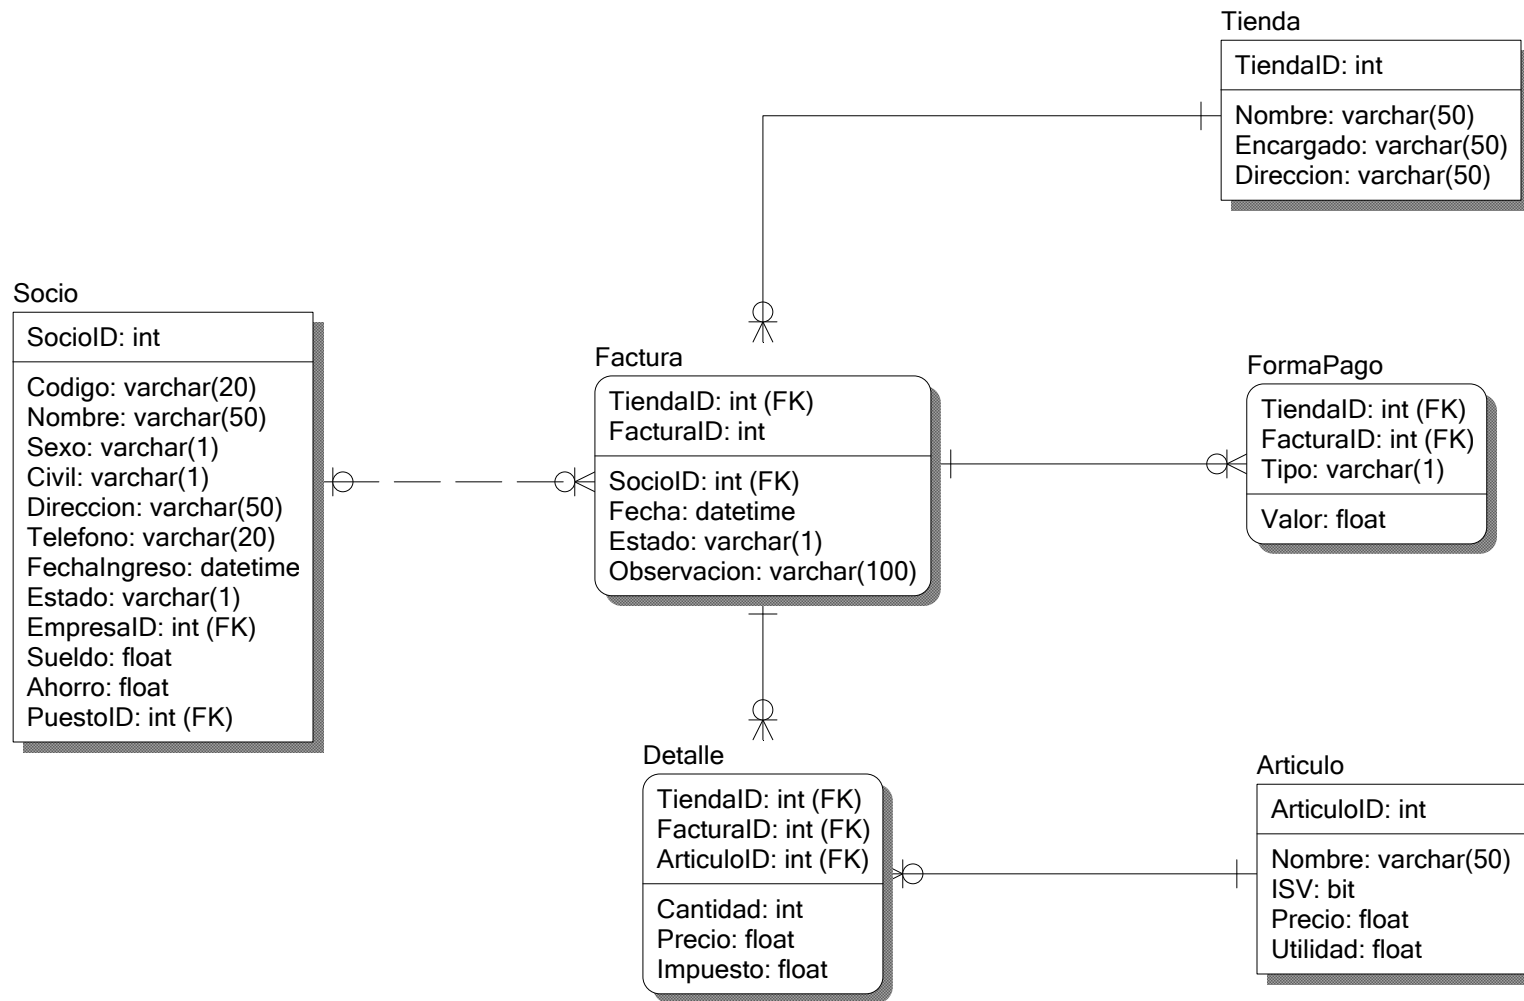 Tienda
TiendaID: int
Nombre: varchar(50)
Encargado: varchar(50)
Direccion: varchar(50)
Socio
SocioID: int
Codigo: varchar(20)
Nombre: varchar(50)
Sexo: varchar(1)
Civil: varchar(1)
Direccion: varchar(50)
Telefono: varchar(20)
FechaIngreso: datetime
Estado: varchar(1)
EmpresaID: int (FK)
Sueldo: float
Ahorro: float
PuestoID: int (FK)
Factura
TiendaID: int (FK)
FacturaID: int
SocioID: int (FK)
Fecha: datetime
Estado: varchar(1)
Observacion: varchar(100)
FormaPago
TiendaID: int (FK)
FacturaID: int (FK)
Tipo: varchar(1)
Valor: float
Detalle
TiendaID: int (FK)
FacturaID: int (FK)
ArticuloID: int (FK)
Cantidad: int
Precio: float
Impuesto: float
Articulo
ArticuloID: int
Nombre: varchar(50)
ISV: bit
Precio: float
Utilidad: float